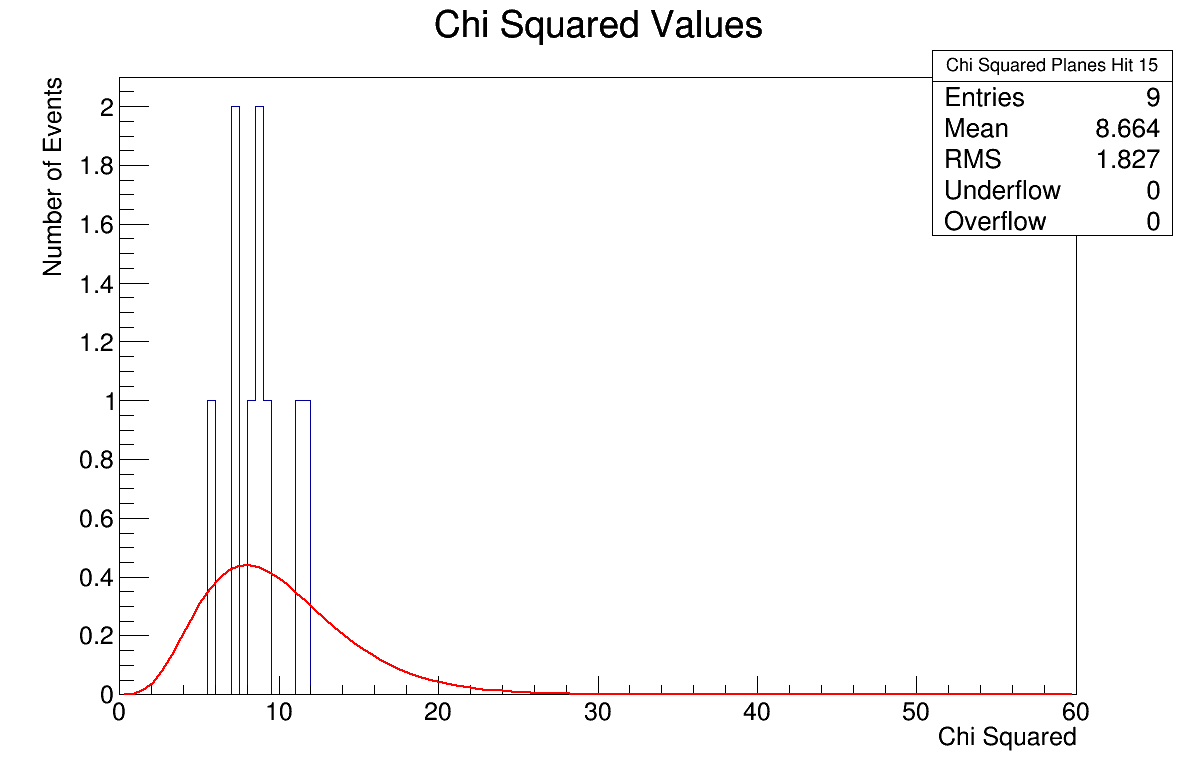 Chi Squared Values
Chi Squared Planes Hit 15
Entries 9
Mean 8.664
RMS 1.827
Underflow 0
Overflow 0
Number of Events
2
1.8
1.6
1.4
1.2
1
0.8
0.6
0.4
0.2
0
0 10 20 30 40 50 60
Chi Squared